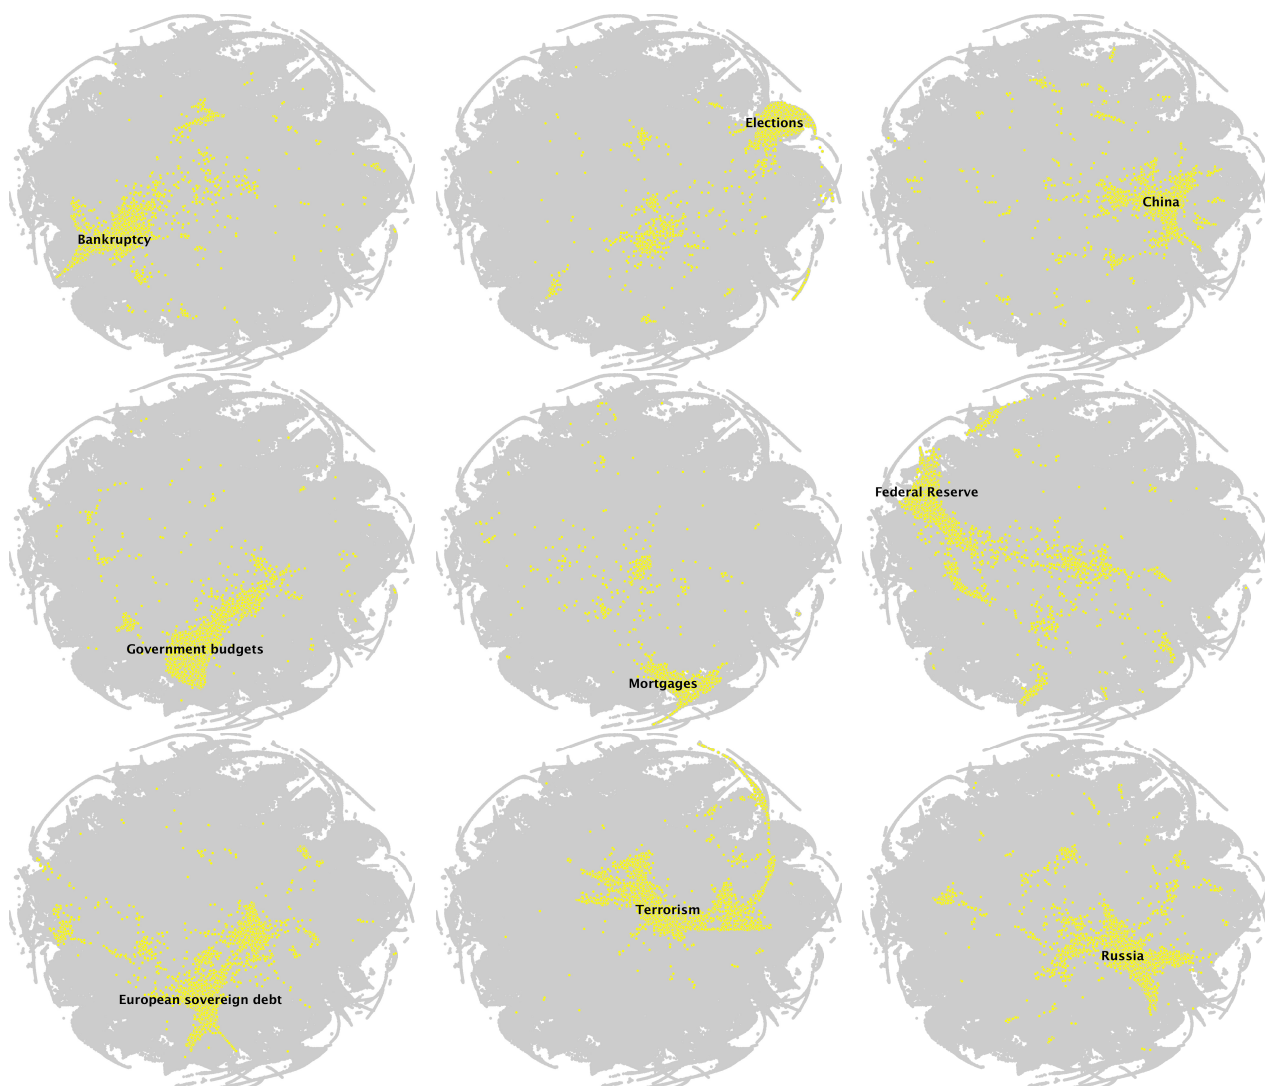 Bankruptcy
Elections
China
Government budgets
Mortgages
Federal Reserve
European sovereign debt
Terrorism
Russia